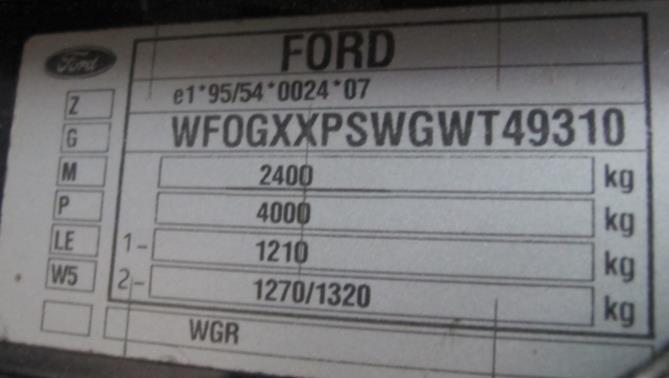 Ford
FORD
e1*95/54*0024*07
Z
WF0GXXPSWGWT49310
G
M 2400 kg
P 4000 kg
LE 1- 1210 kg
W5 2- 1270/1320 kg
WGR